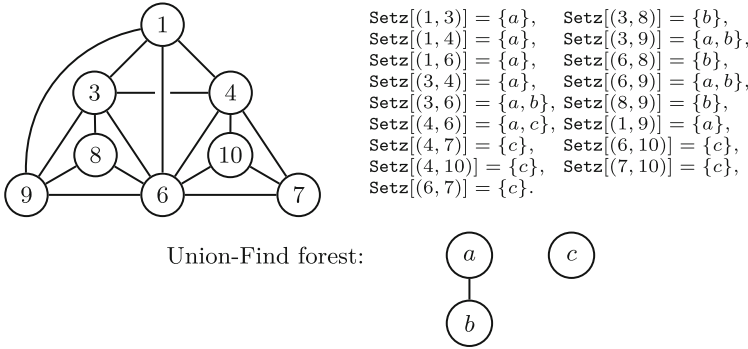 1
3
4
8
10
9
6
7
Setz[(1, 3)] = {a}, Setz[(3, 8)] = {b},
Setz[(1, 4)] = {a}, Setz[(3, 9)] = {a, b},
Setz[(1, 6)] = {a}, Setz[(6, 8)] = {b},
Setz[(3, 4)] = {a}, Setz[(6, 9)] = {a, b},
Setz[(3, 6)] = {a, b}, Setz[(8, 9)] = {b},
Setz[(4, 6)] = {a, c}, Setz[(1, 9)] = {a},
Setz[(4, 7)] = {c}, Setz[(6, 10)] = {c},
Setz[(4, 10)] = {c}, Setz[(7, 10)] = {c},
Setz[(6, 7)] = {c}.
Union-Find forest:
a
c
b